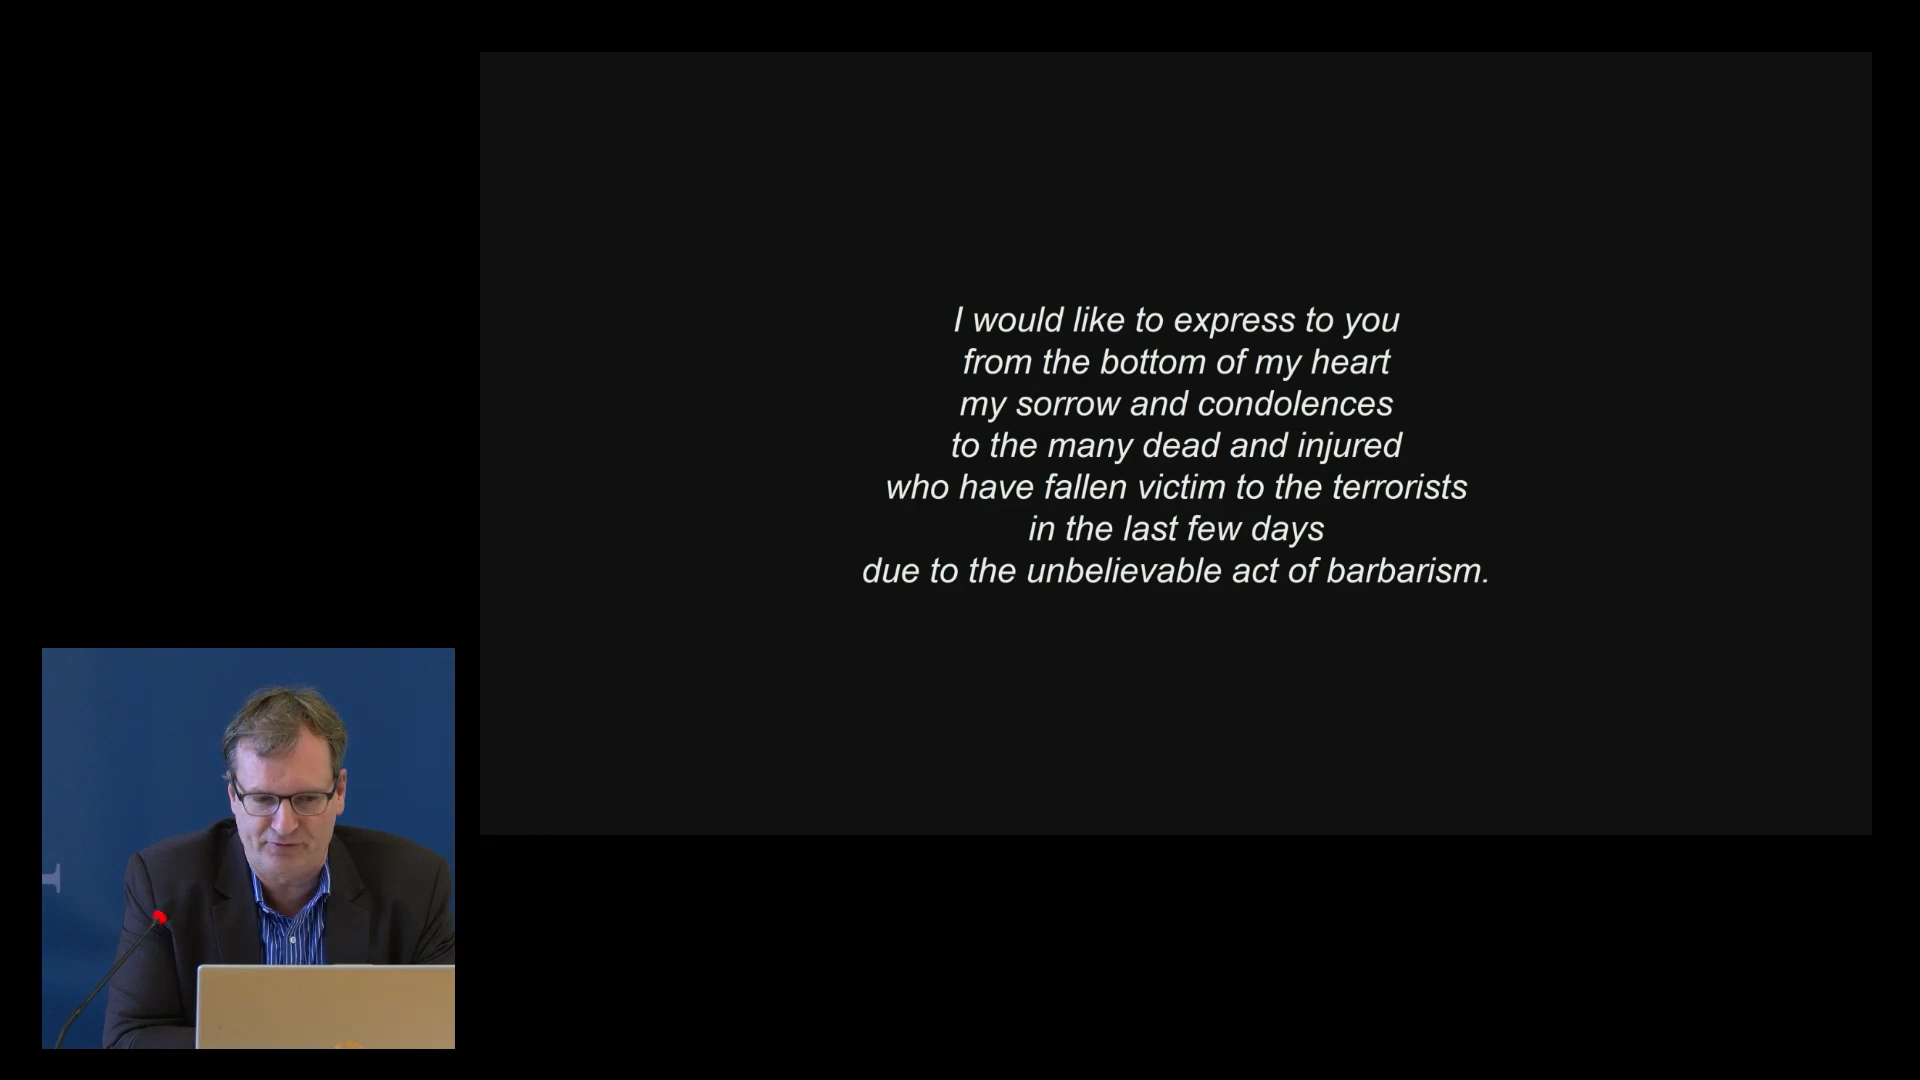 I would like to express to you
from the bottom of my heart
my sorrow and condolences
to the many dead and injured
who have fallen victim to the terrorists
in the last few days
due to the unbelievable act of barbarism.